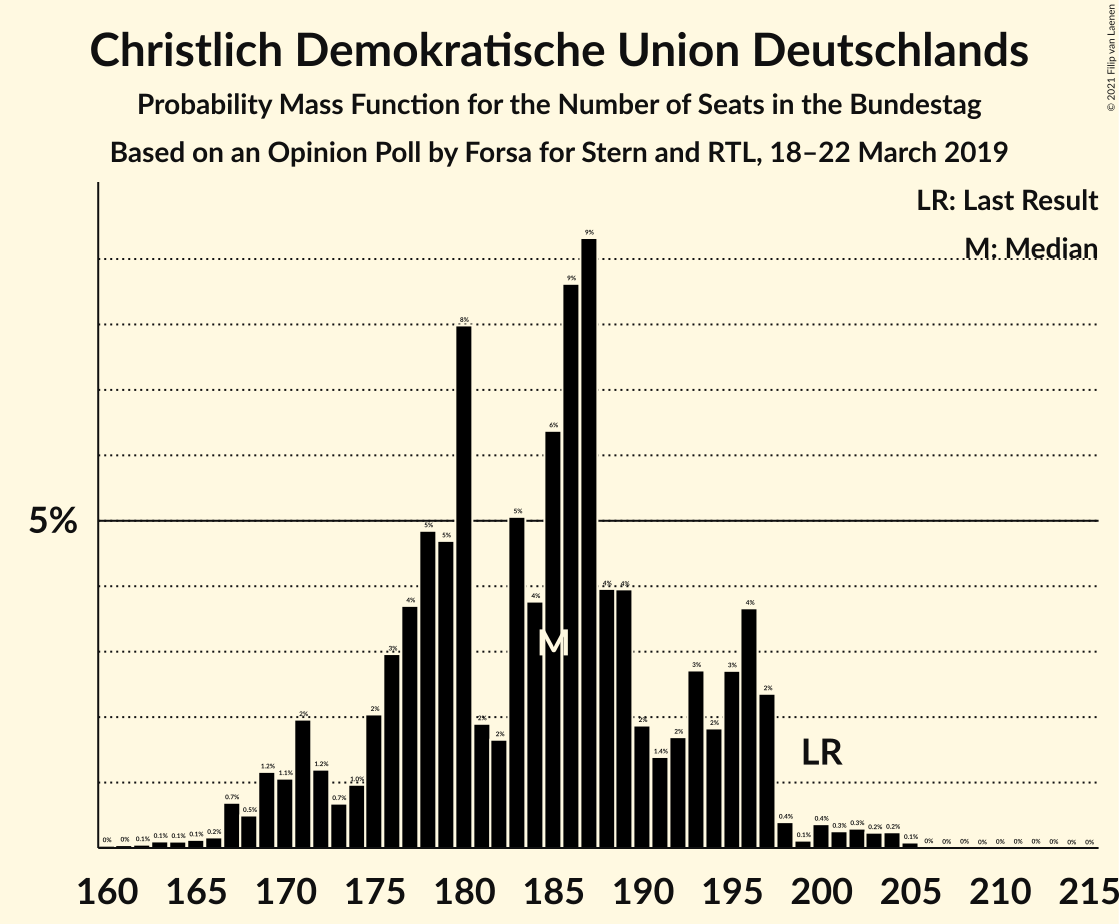 Christlich Demokratische Union Deutschlands
Probability Mass Function for the Number of Seats in the Bundestag
Based on an Opinion Poll by Forsa for Stern and RTL, 18–22 March 2019
© 2021 Filip van Laenen
LR: Last Result
M: Median
5%
0% 0% 0.1% 0.1% 0.1% 0.1% 0.2% 0.7% 0.5% 1.2% 1.1% 2% 1.2% 0.7% 1.0% 2% 3% 4% 5% 5% 8% 2% 2% 5% 4% 6% 9% 9% 4% 4% 2% 1.4% 2% 3% 2% 3% 4% 2% 0.4% 0.1% 0.4% 0.3% 0.3% 0.2% 0.2% 0.1% 0% 0% 0% 0% 0% 0% 0% 0% 0% 0%
M
LR
160 165 170 175 180 185 190 195 200 205 210 215